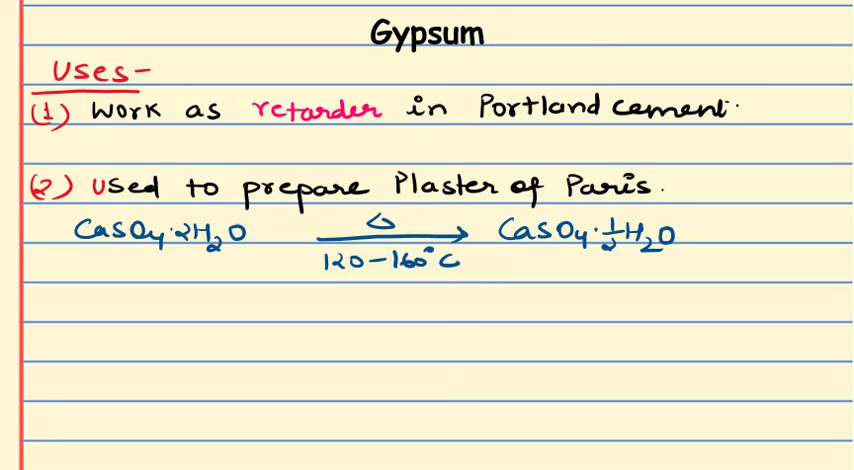 Gypsum
Uses-
(1) Work as retarder in Portland cement.
(2) Used to prepare Plaster of Paris.
CaSO₄·2H₂O —Δ→ CaSO₄·½H₂O
120-160°C